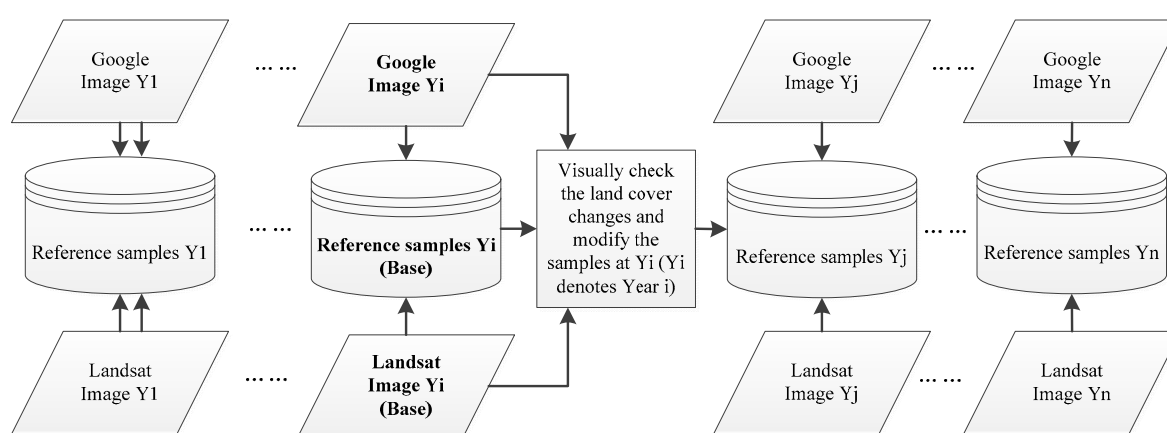 Google
Image Y1
... ...
Google
Image Yi
Google
Image Yj
... ...
Google
Image Yn
Reference samples Y1
... ...
Reference samples Yi
(Base)
Visually check
the land cover
changes and
modify the
samples at Yi (Yi
denotes Year i)
Reference samples Yj
... ...
Reference samples Yn
Landsat
Image Y1
... ...
Landsat
Image Yi
(Base)
Landsat
Image Yj
... ...
Landsat
Image Yn